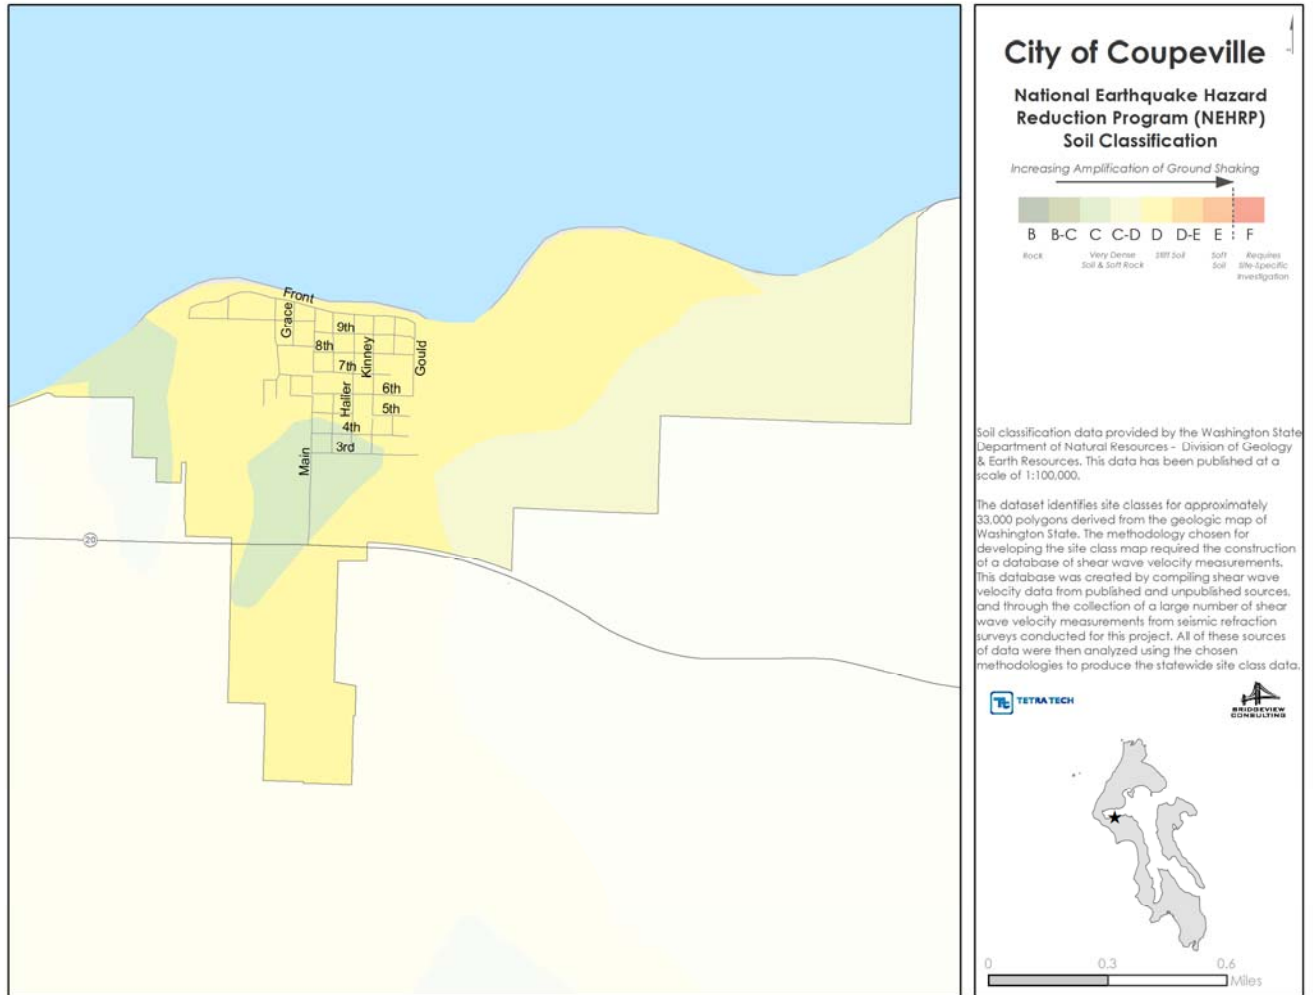 City of Coupeville
National Earthquake Hazard
Reduction Program (NEHRP)
Soil Classification
Increasing Amplification of Ground Shaking
B B-C C C-D D D-E E F
Rock
Very Dense
Soil & Soft Rock
Stiff Soil
Soft
Soil
Requires
Site-Specific
Investigation
Soil classification data provided by the Washington State
Department of Natural Resources - Division of Geology
& Earth Resources. This data has been published at a
scale of 1:100,000.
The dataset identifies site classes for approximately
33,000 polygons derived from the geologic map of
Washington State. The methodology chosen for
developing the site class map required the construction
of a database of shear wave velocity measurements.
This database was created by compiling shear wave
velocity data from published and unpublished sources,
and through the collection of a large number of shear
wave velocity measurements from seismic refraction
surveys conducted for this project. All of these sources
of data were then analyzed using the chosen
methodologies to produce the statewide site class data.
TETRA TECH
BRIDGEVIEW
CONSULTING
0 0.3 0.6
Miles
Front
Grace
9th
8th
Kinney
Gould
7th
6th
Haller
5th
4th
3rd
Main
20